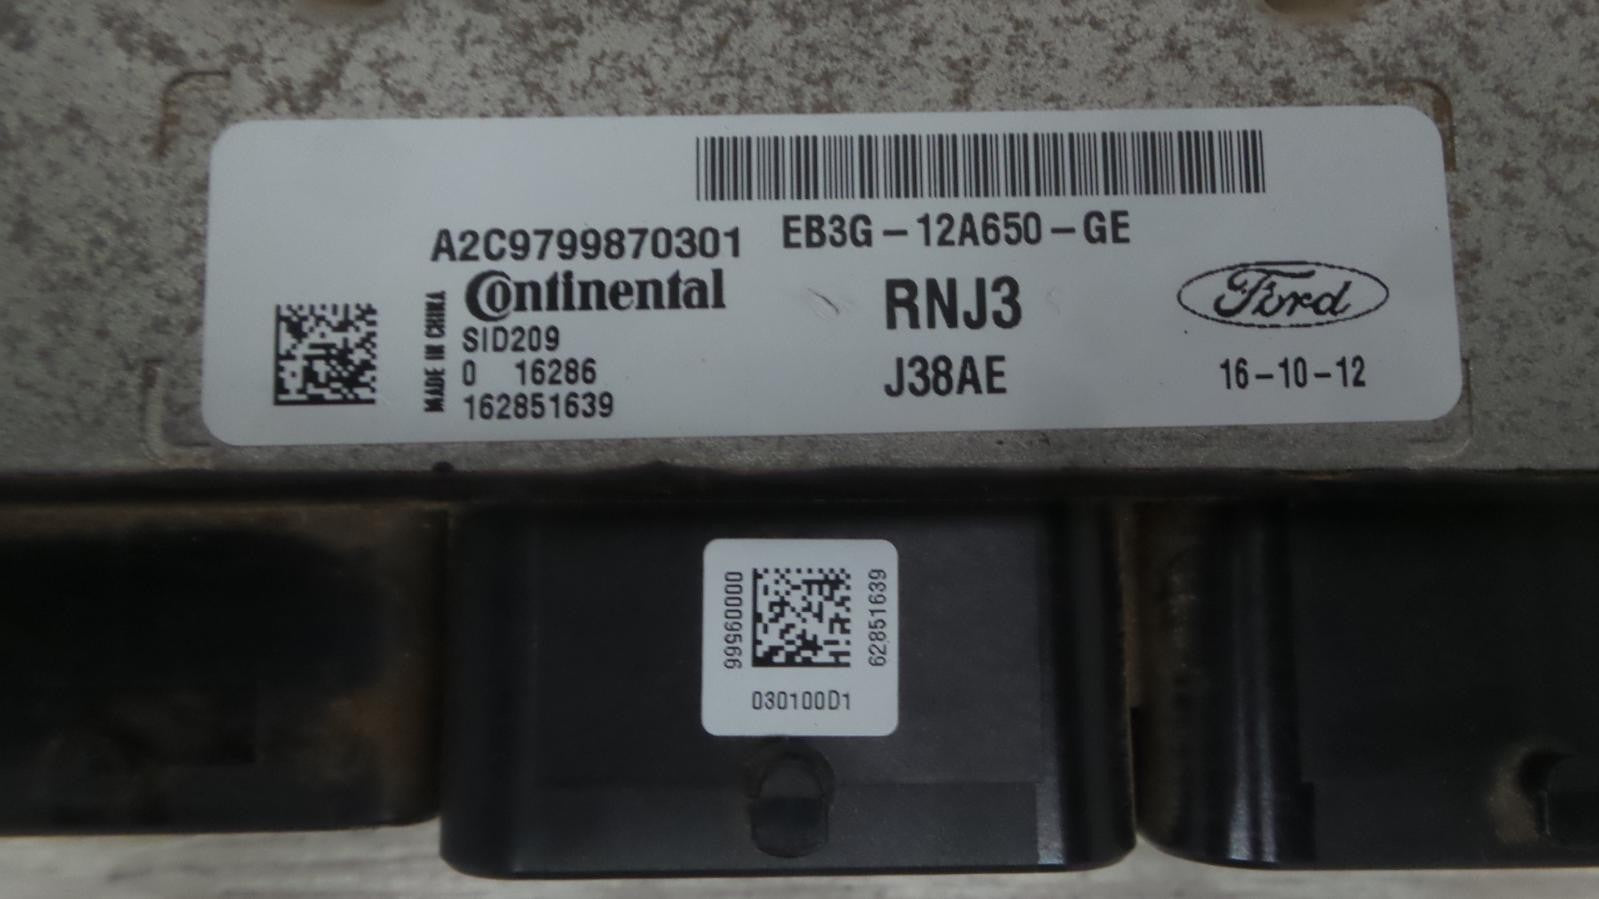 EB3G-12A650-GE
A2C9799870301
Continental
MADE IN CHINA
SID209
0 16286
162851639
RNJ3
J38AE
Ford
16-10-12
9959000000
62851639
030100D1